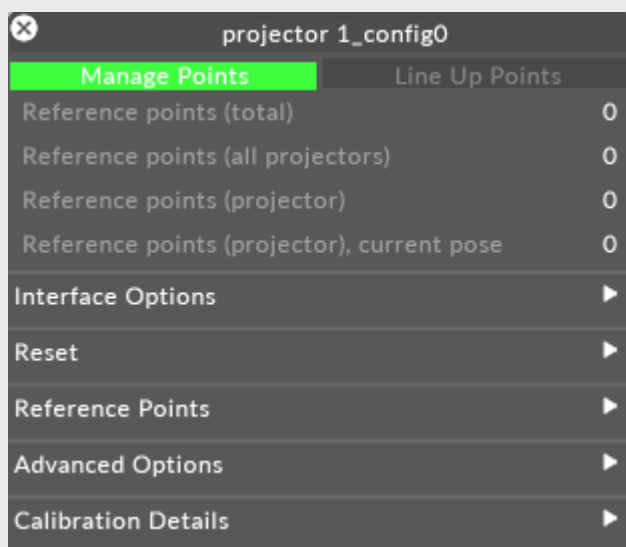 projector 1_config0
Manage Points Line Up Points
Reference points (total) 0
Reference points (all projectors) 0
Reference points (projector) 0
Reference points (projector), current pose 0
Interface Options
Reset
Reference Points
Advanced Options
Calibration Details